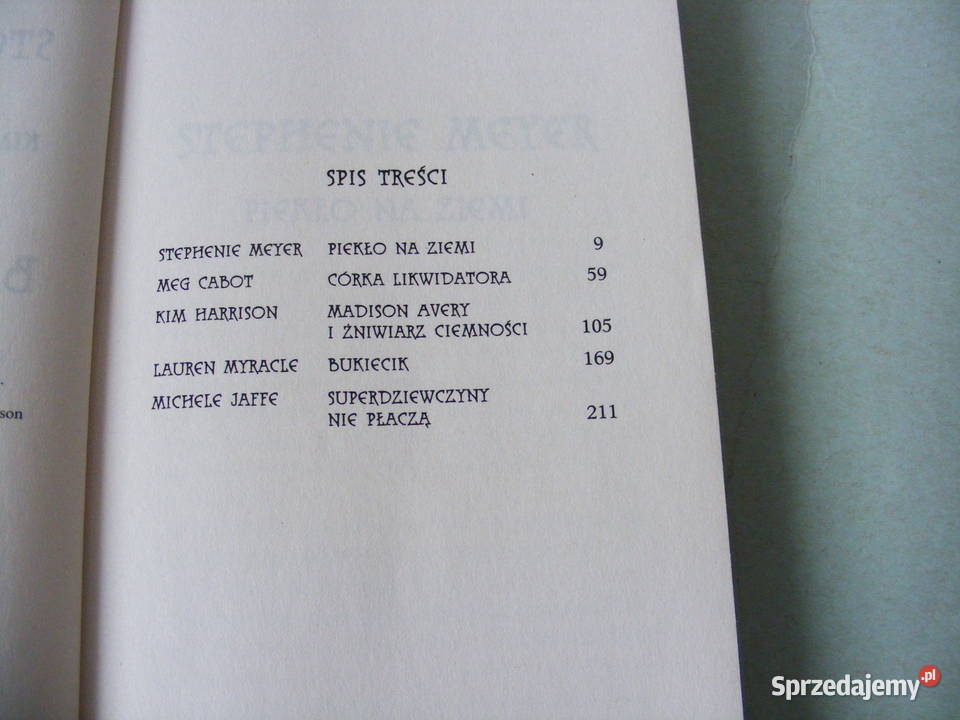 STEPHENIE MEYER
SPIS TREŚCI
PIEKŁO NA ZIEMI
STEPHENIE MEYER PIEKŁO NA ZIEMI 9
MEG CABOT CÓRKA LIKWIDATORA 59
KIM HARRISON MADISON AVERY
I ŻNIWIARZ CIEMNOŚCI 105
LAUREN MYRACLE BUKIECIK 169
MICHELE JAFFE SUPERDZIEWCZYNY
NIE PŁACZĄ 211
son
Sprzedajemy.pl